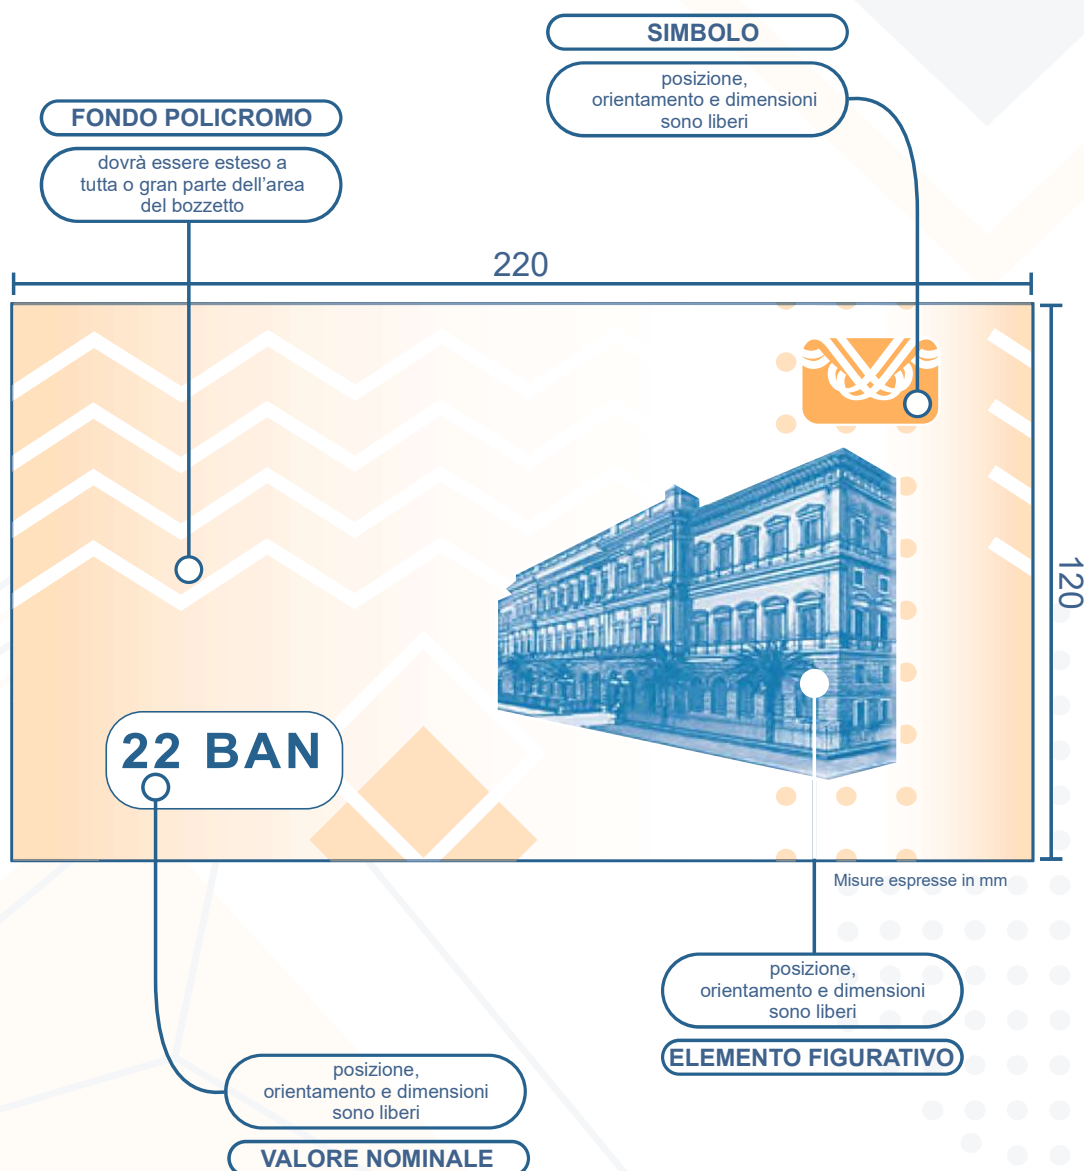 SIMBOLO
posizione,
orientamento e dimensioni
sono liberi
FONDO POLICROMO
dovrà essere esteso a
tutta o gran parte dell’area
del bozzetto
220
120
22 BAN
Misure espresse in mm
posizione,
orientamento e dimensioni
sono liberi
ELEMENTO FIGURATIVO
posizione,
orientamento e dimensioni
sono liberi
VALORE NOMINALE